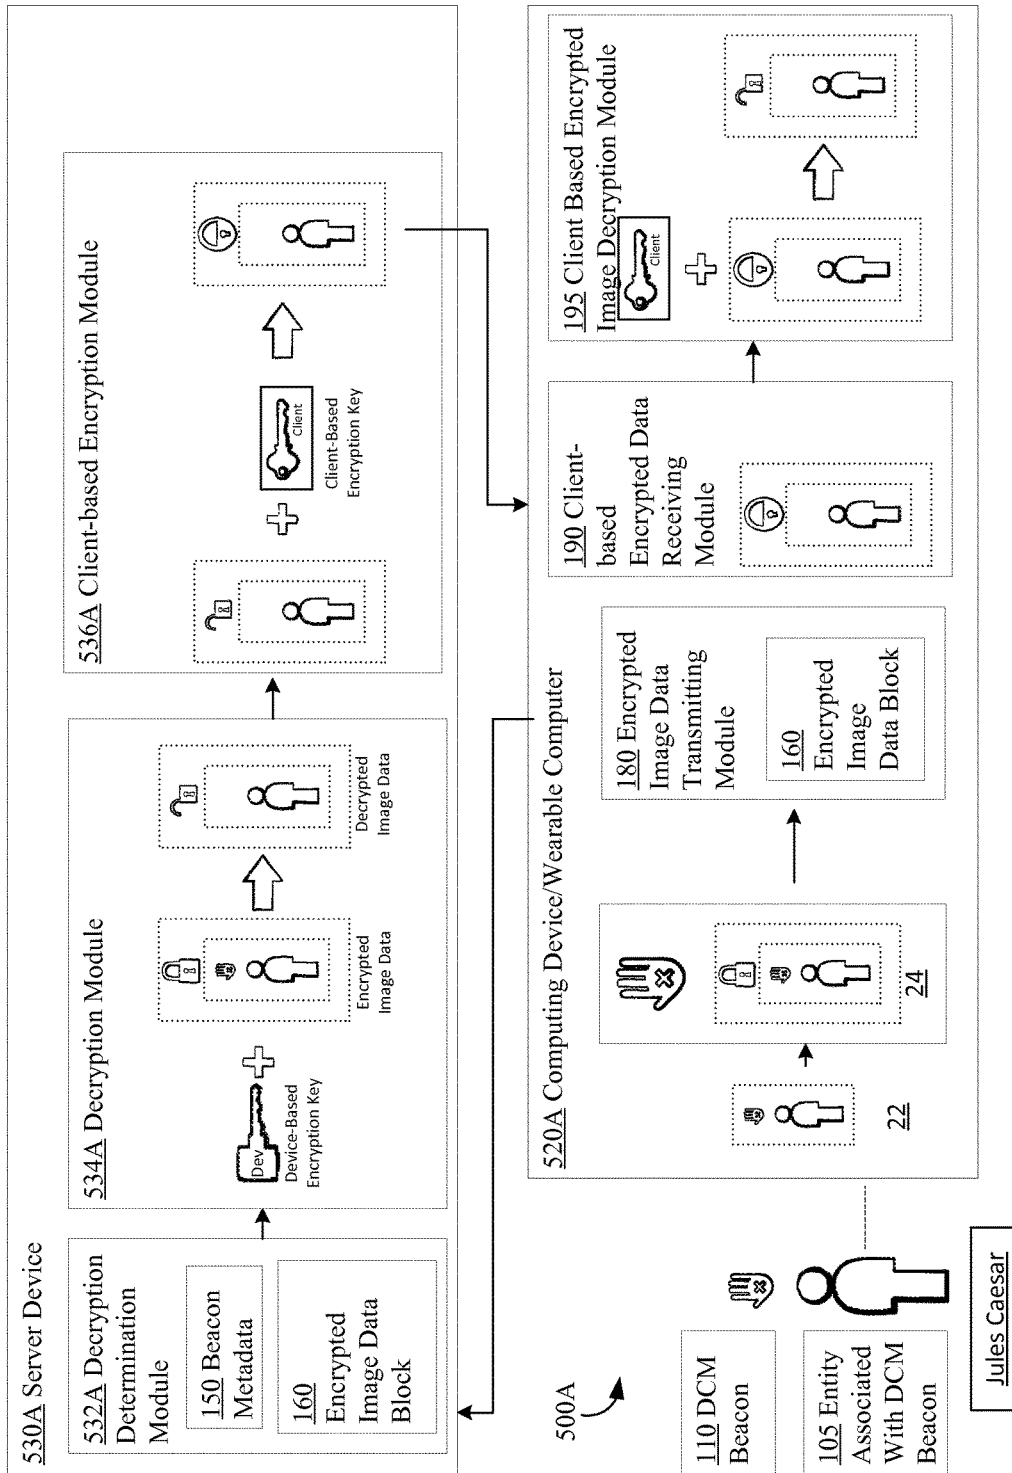 530A Server Device
532A Decryption
Determination
Module
150 Beacon
Metadata
160
Encrypted
Image Data
Block
534A Decryption Module
Dev
Device-Based
Encryption Key
Encrypted
Image Data
Decrypted
Image Data
536A Client-based Encryption Module
Client
Client-Based
Encryption Key
500A
110 DCM
Beacon
105 Entity
Associated
With DCM
Beacon
Jules Caesar
520A Computing Device/Wearable Computer
22
24
180 Encrypted
Image Data
Transmitting
Module
160
Encrypted
Image
Data Block
190 Client-
based
Encrypted Data
Receiving
Module
195 Client Based Encrypted
Image Decryption Module
Client